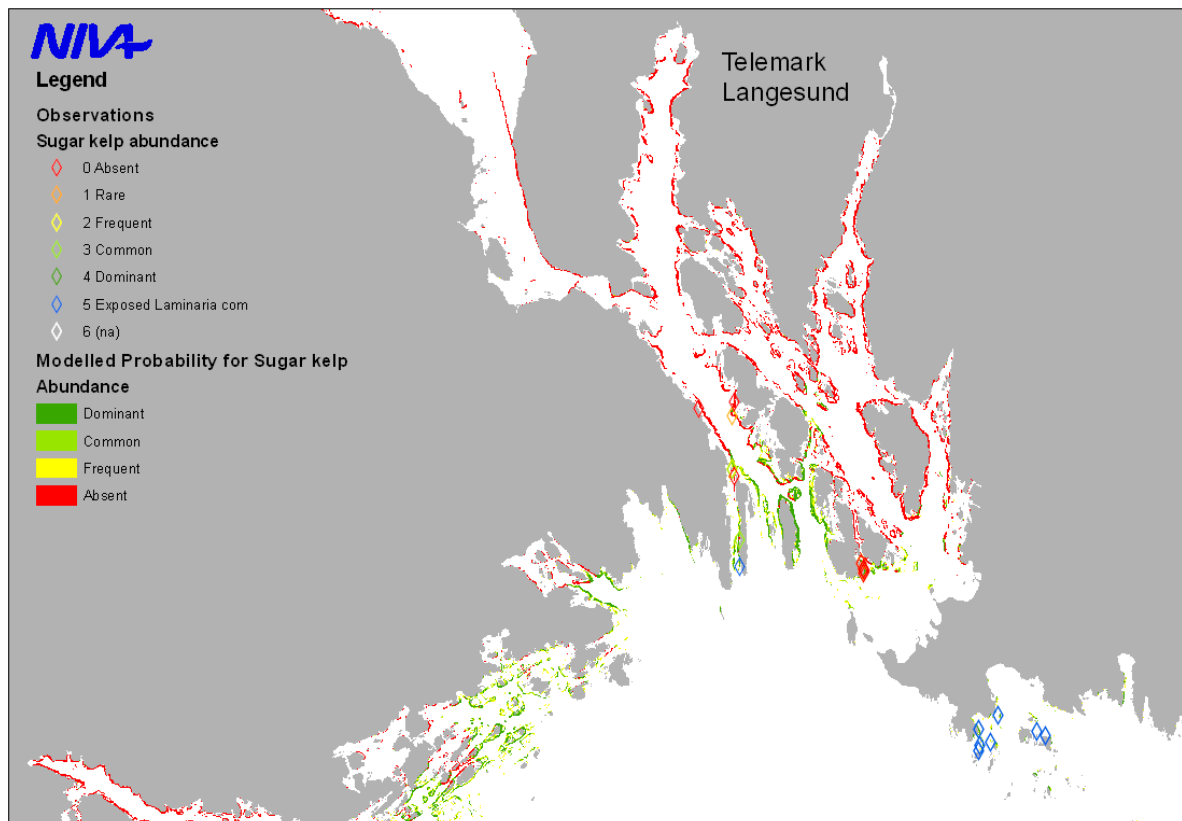 NIVA
Legend
Observations
Sugar kelp abundance
0 Absent
1 Rare
2 Frequent
3 Common
4 Dominant
5 Exposed Laminaria com
6 (na)
Modelled Probability for Sugar kelp
Abundance
Dominant
Common
Frequent
Absent
Telemark
Langesund